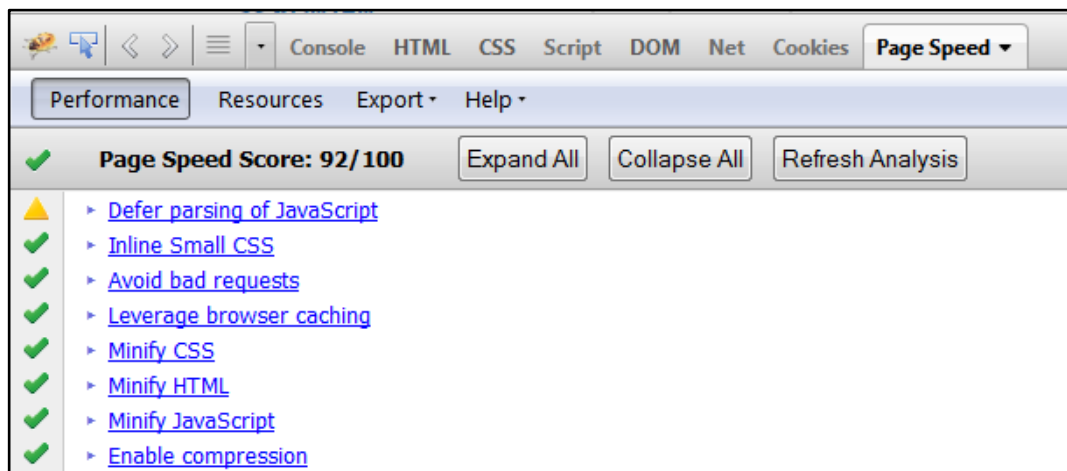 Console HTML CSS Script DOM Net Cookies Page Speed
Performance Resources Export Help
Page Speed Score: 92/100 Expand All Collapse All Refresh Analysis
Defer parsing of JavaScript
Inline Small CSS
Avoid bad requests
Leverage browser caching
Minify CSS
Minify HTML
Minify JavaScript
Enable compression